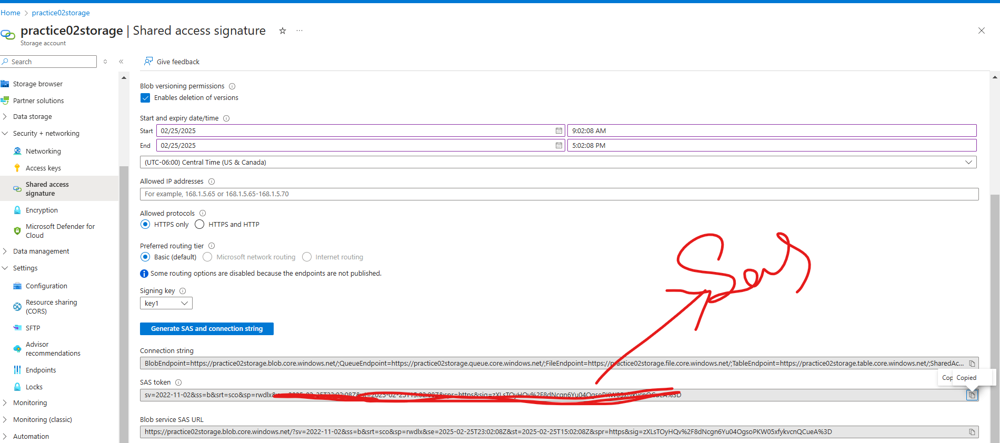 Home > practice02storage
practice02storage | Shared access signature ☆ ...
Storage account
Search
Storage browser
Partner solutions
Data storage
Security + networking
Networking
Access keys
Shared access
signature
Encryption
Microsoft Defender for
Cloud
Data management
Settings
Configuration
Resource sharing
(CORS)
SFTP
Advisor
recommendations
Endpoints
Locks
Monitoring
Monitoring (classic)
Automation
Give feedback
Blob versioning permissions
Enables deletion of versions
Start and expiry date/time
Start 02/25/2025 9:02:08 AM
End 02/25/2025 5:02:08 PM
(UTC-06:00) Central Time (US & Canada)
Allowed IP addresses
For example, 168.1.5.65 or 168.1.5.65-168.1.5.70
Allowed protocols
HTTPS only HTTPS and HTTP
Preferred routing tier
Basic (default) Microsoft network routing Internet routing
Some routing options are disabled because the endpoints are not published.
Signing key
key1
Generate SAS and connection string
Connection string
BlobEndpoint=https://practice02storage.blob.core.windows.net/;QueueEndpoint=https://practice02storage.queue.core.windows.net/;FileEndpoint=https://practice02storage.file.core.windows.net/;TableEndpoint=https://practice02storage.table.core.windows.net/;SharedAc...
SAS token
Copied
sv=2022-11-02&ss=b&srt=sco&sp=rwdlx
Blob service SAS URL
https://practice02storage.blob.core.windows.net/?sv=2022-11-02&ss=b&srt=sco&sp=rwdlx&se=2025-02-25T23:02:08Z&st=2025-02-25T15:02:08Z&spr=https&sig=zXLsTOyHQv%2F8dNcgn6Yu04OgsoPKW05xfykvcnQCueA%3D